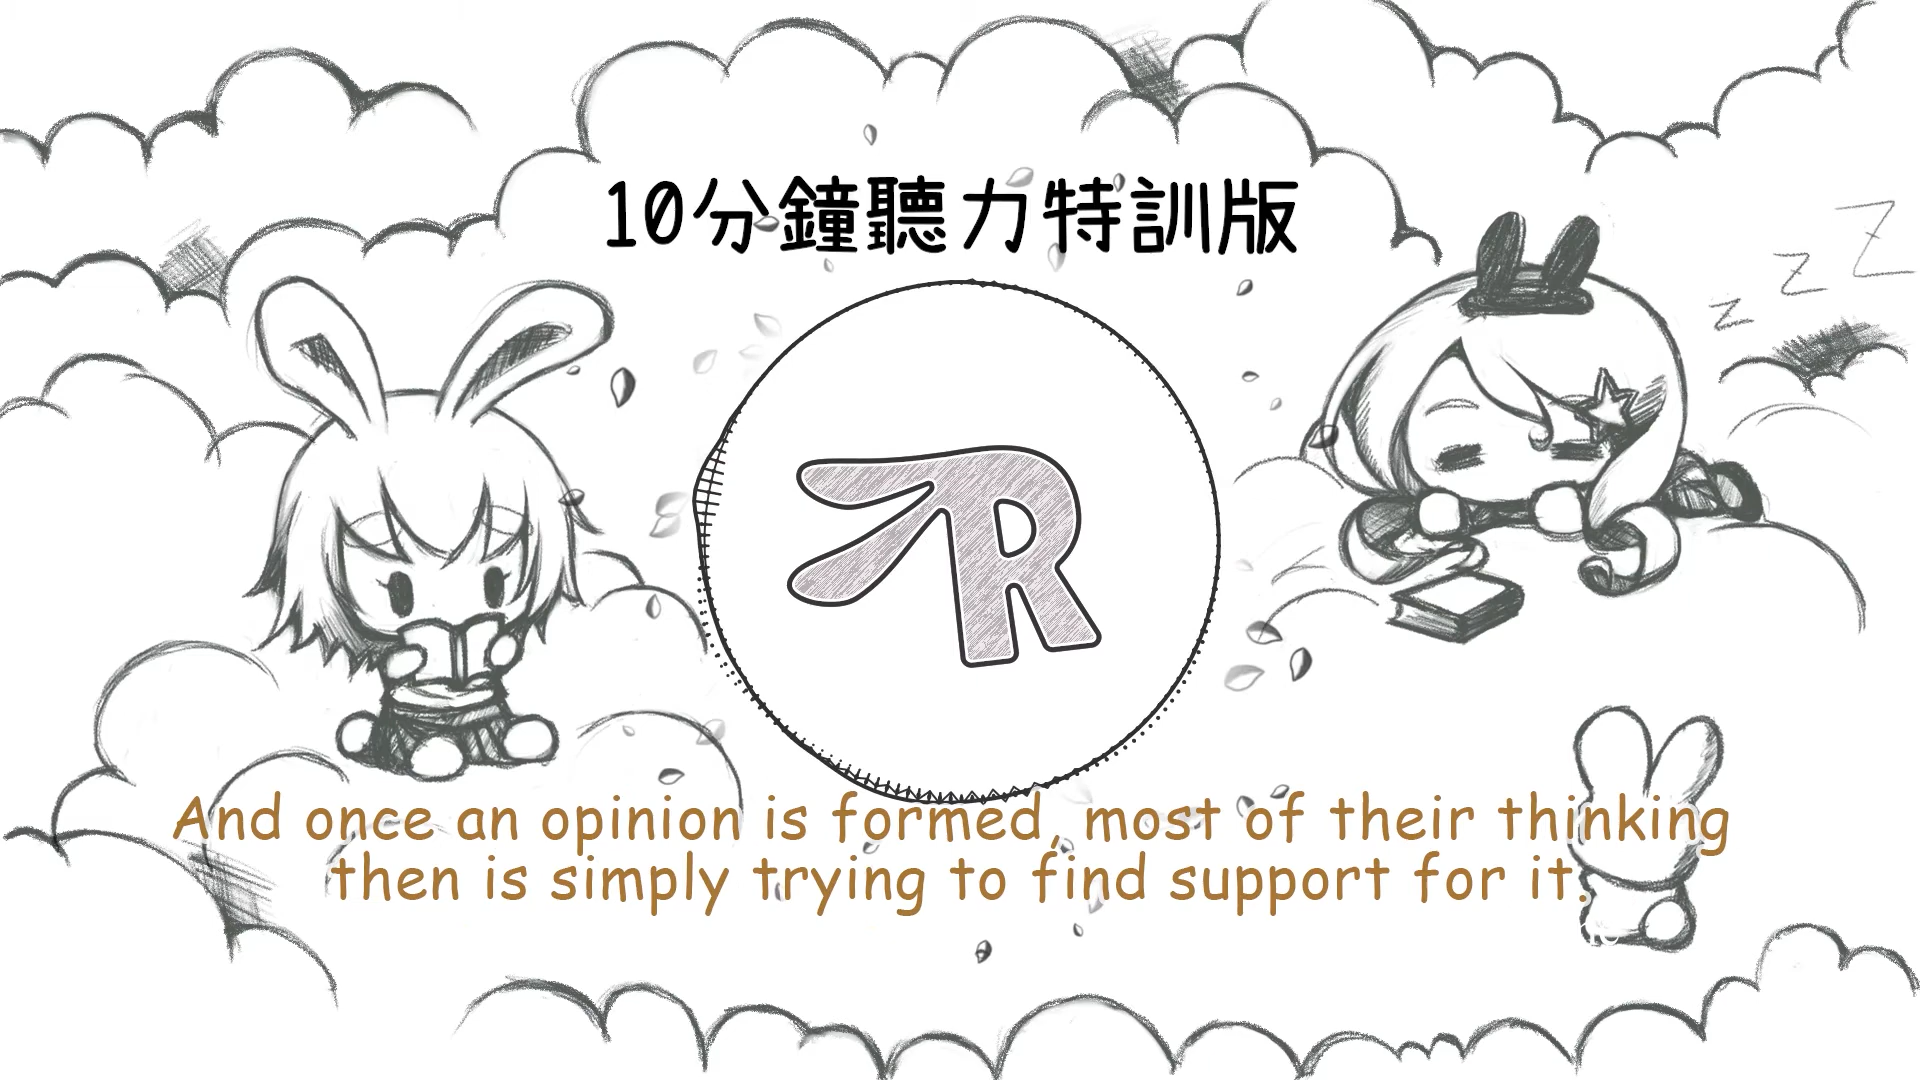 10分鐘聽力特訓版
z z Z
R
And once an opinion is formed, most of their thinking
then is simply trying to find support for it.